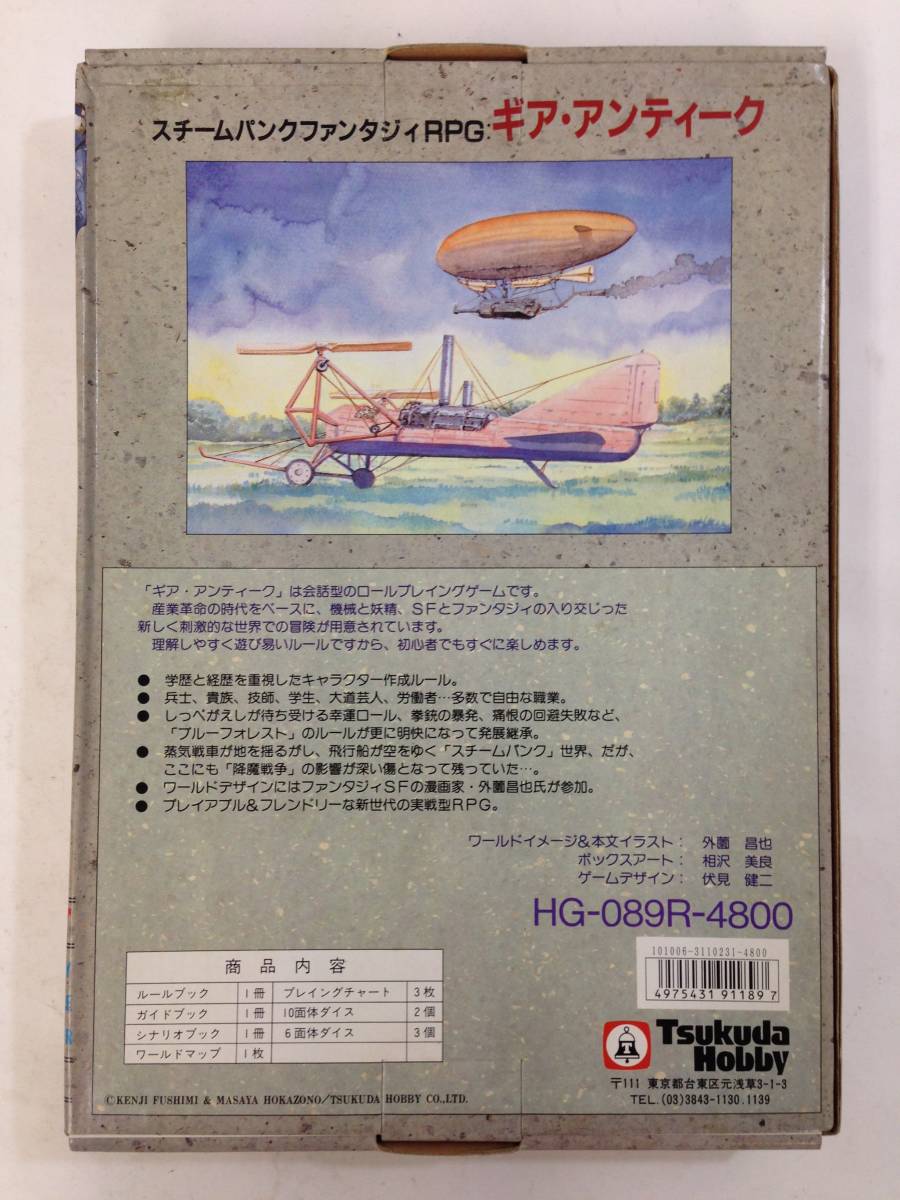 スチームパンクファンタジィRPG:ギア・アンティーク
「ギア・アンティーク」は会話型のロールプレイングゲームです。
産業革命の時代をベースに、機械と妖精、SFとファンタジィの入り交じった
新しく刺激的な世界での冒険が用意されています。
理解しやすく遊び易いルールですから、初心者でもすぐに楽しめます。
● 学歴と経歴を重視したキャラクター作成ルール。
● 兵士、貴族、技師、学生、大道芸人、労働者…多数で自由な職業。
● しっぺがえしが待ち受ける幸運ロール、拳銃の暴発、痛恨の回避失敗など、
「ブルーフォレスト」のルールが更に明快になって発展継承。
● 蒸気戦車が地を揺るがし、飛行船が空をゆく「スチームパンク」世界、だが、
ここにも「降魔戦争」の影響が深い傷となって残っていた…。
● ワールドデザインにはファンタジィSFの漫画家・外薗昌也氏が参加。
● プレイアブル&フレンドリーな新世代の実戦型RPG。
ワールドイメージ&本文イラスト: 外薗 昌也
ボックスアート: 相沢 美良
ゲームデザイン: 伏見 健二
HG-089R-4800
101006-3110231-4800
4975431911897
商品内容
ルールブック 1冊 プレイングチャート 3枚
ガイドブック 1冊 10面体ダイス 2個
シナリオブック 1冊 6面体ダイス 3個
ワールドマップ 1枚
Tsukuda
Hobby
〒111 東京都台東区元浅草3-1-3
TEL.(03)3843-1130.1139
©KENJI FUSHIMI & MASAYA HOKAZONO/TSUKUDA HOBBY CO.,LTD.